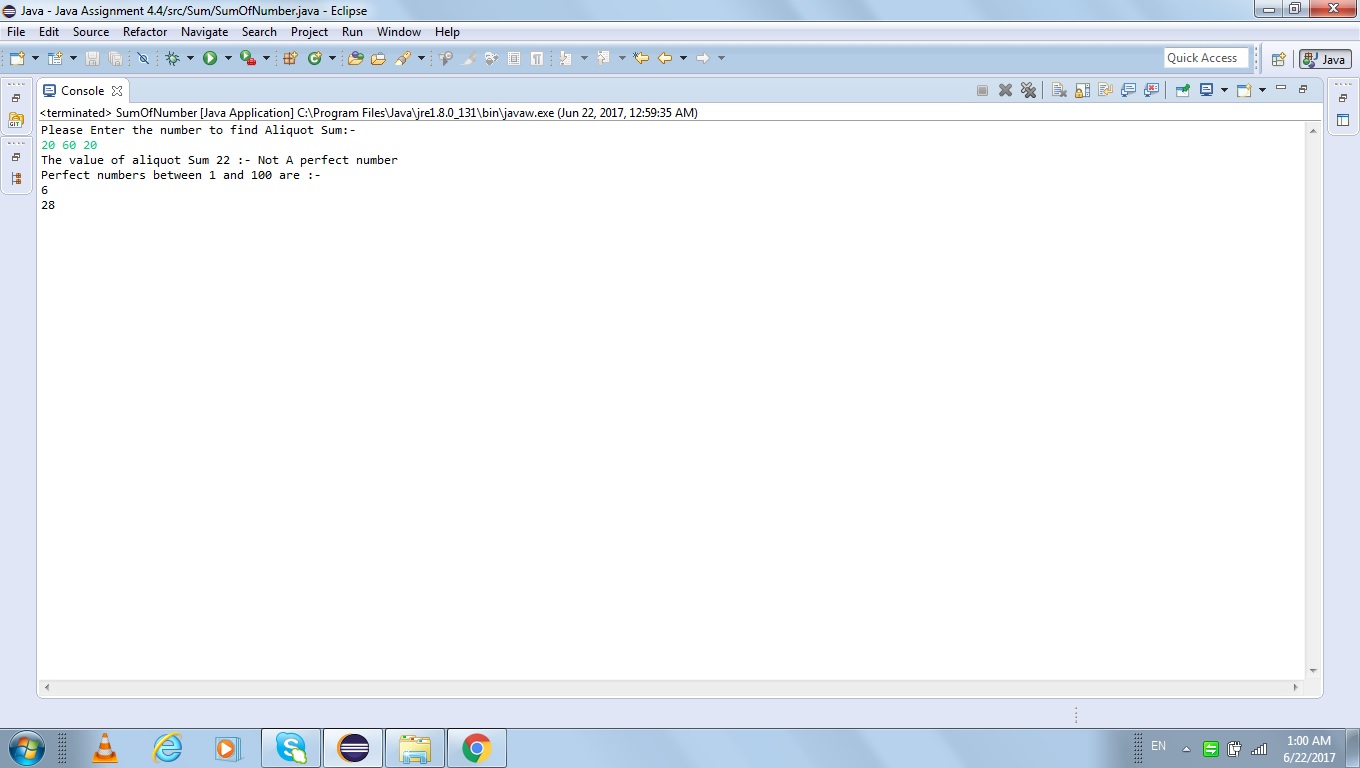 Java - Java Assignment 4.4/src/Sum/SumOfNumber.java - Eclipse
File Edit Source Refactor Navigate Search Project Run Window Help
Quick Access
Java
Console
<terminated> SumOfNumber [Java Application] C:\Program Files\Java\jre1.8.0_131\bin\javaw.exe (Jun 22, 2017, 12:59:35 AM)
Please Enter the number to find Aliquot Sum:-
20 60 20
The value of aliquot Sum 22 :- Not A perfect number
Perfect numbers between 1 and 100 are :-
6
28
EN
1:00 AM
6/22/2017